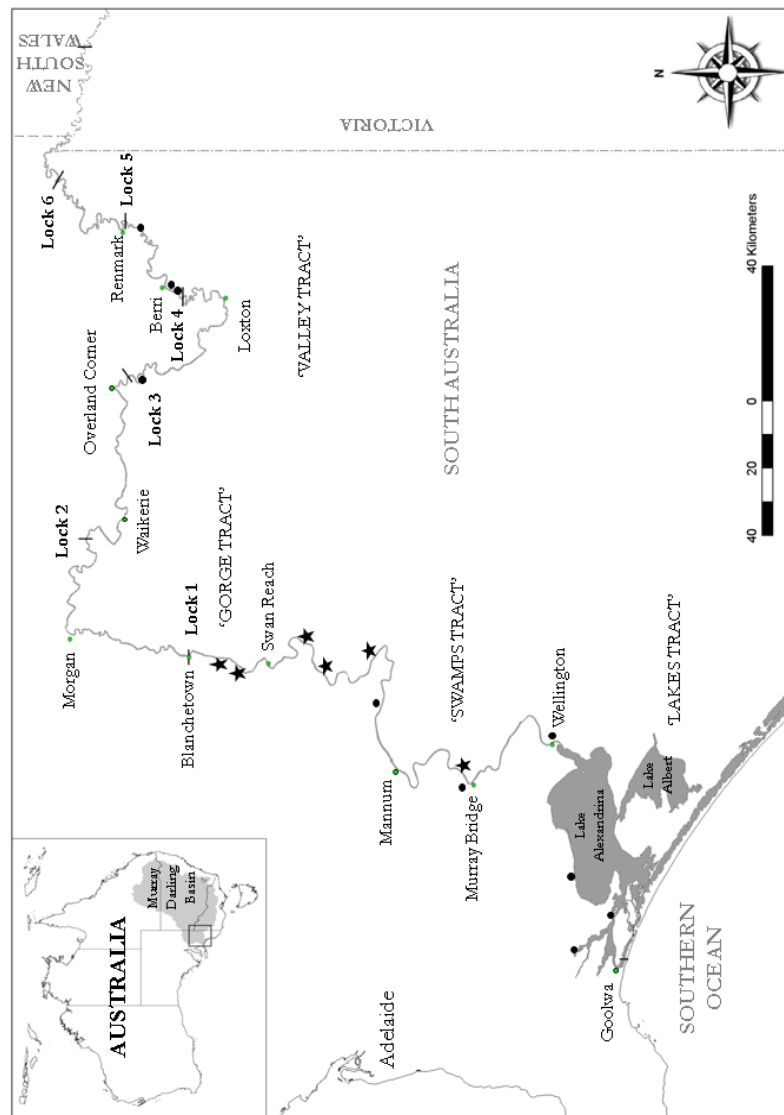 AUSTRALIA
Murray
Darling
Basin
NEW
SOUTH
WALES
VICTORIA
N
Lock 6
Lock 5
Renmark
Berri
Lock 4
Loxton
'VALLEY TRACT'
Overland Corner
Lock 3
Waikerie
Lock 2
Morgan
Blanchetown
Lock 1
'GORGE TRACT'
Swan Reach
SOUTH AUSTRALIA
Mannum
'SWAMPS TRACT'
Murray Bridge
Wellington
'LAKES TRACT'
Lake
Alexandrina
Lake
Albert
Adelaide
Goolwa
SOUTHERN
OCEAN
40 20 0 40 Kilometers